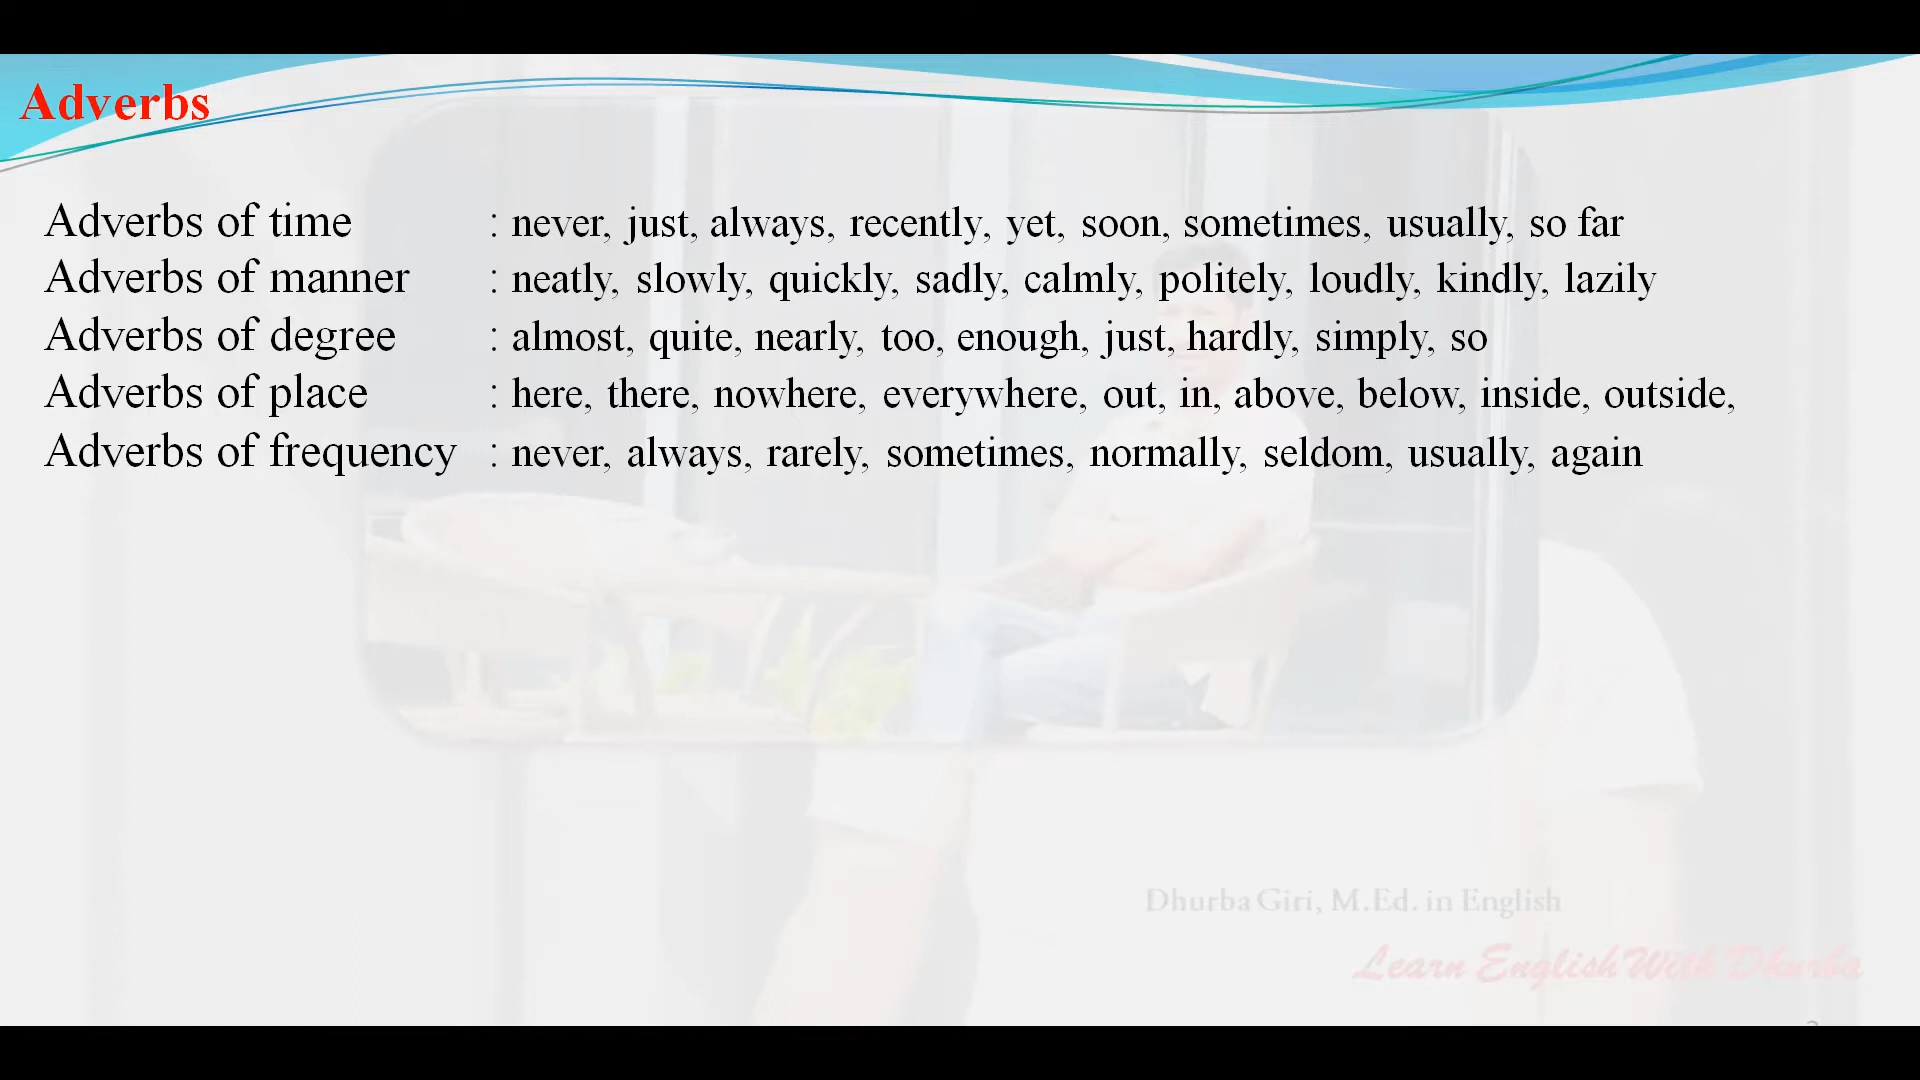 Adverbs
Adverbs of time : never, just, always, recently, yet, soon, sometimes, usually, so far
Adverbs of manner : neatly, slowly, quickly, sadly, calmly, politely, loudly, kindly, lazily
Adverbs of degree : almost, quite, nearly, too, enough, just, hardly, simply, so
Adverbs of place : here, there, nowhere, everywhere, out, in, above, below, inside, outside,
Adverbs of frequency : never, always, rarely, sometimes, normally, seldom, usually, again
Dhurba Giri, M.Ed. in English
Learn English With Dhurba